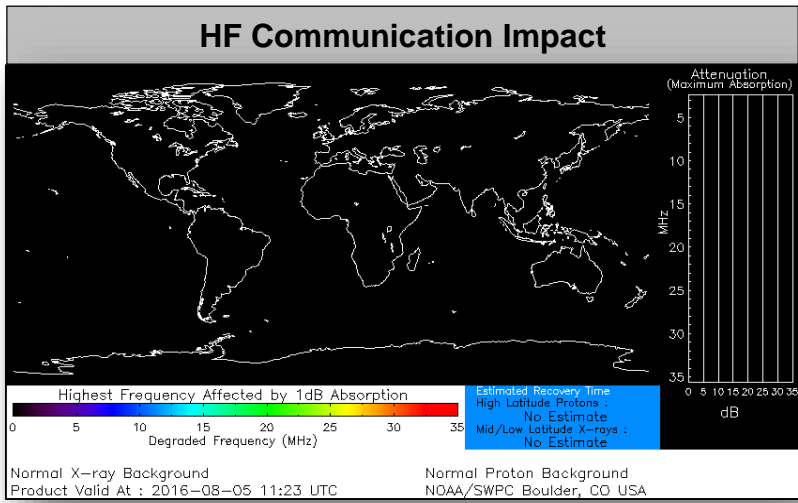 HF Communication Impact
Attenuation
(Maximum Absorption)
5
10
15
20
25
30
35
MHz
0 5 10 15 20 25 30 35
dB
Highest Frequency Affected by 1dB Absorption
0 5 10 15 20 25 30 35
Degraded Frequency (MHz)
Estimated Recovery Time
High Latitude Protons :
No Estimate
Mid/Low Latitude X-rays :
No Estimate
Normal X-ray Background
Normal Proton Background
Product Valid At : 2016-08-05 11:23 UTC
NOAA/SWPC Boulder, CO USA